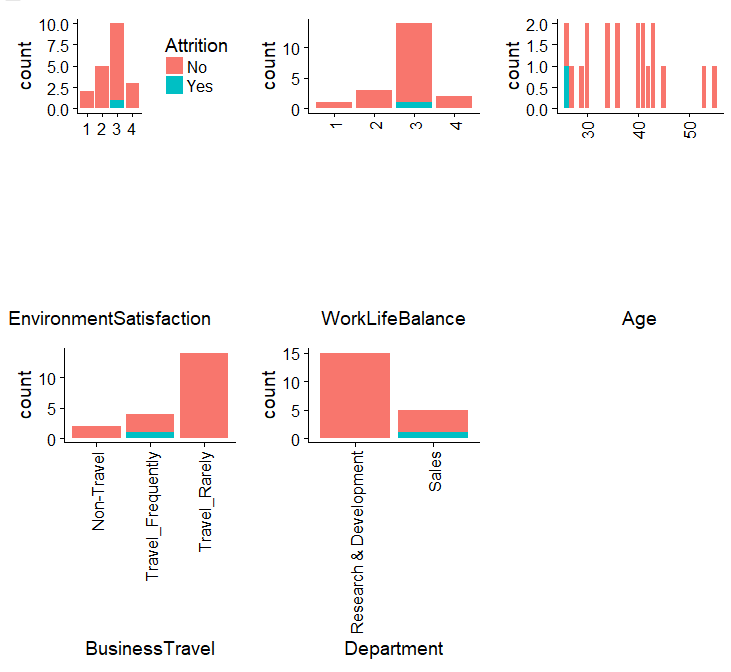 count
10.0
7.5
5.0
2.5
0.0
1 2 3 4
Attrition
No
Yes
EnvironmentSatisfaction
count
10
5
0
1
2
3
4
WorkLifeBalance
count
2.0
1.5
1.0
0.5
0.0
30
40
50
Age
count
10
5
0
Non-Travel
Travel_Frequently
Travel_Rarely
BusinessTravel
count
15
10
5
0
Research & Development
Sales
Department